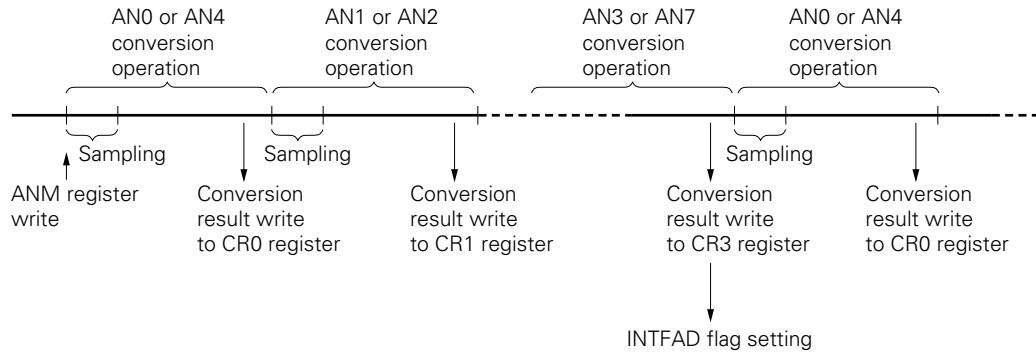 AN0 or AN4
conversion
operation
AN1 or AN2
conversion
operation
AN3 or AN7
conversion
operation
AN0 or AN4
conversion
operation
Sampling
Sampling
Sampling
ANM register
write
Conversion
result write
to CR0 register
Conversion
result write
to CR1 register
Conversion
result write
to CR3 register
Conversion
result write
to CR0 register
INTFAD flag setting